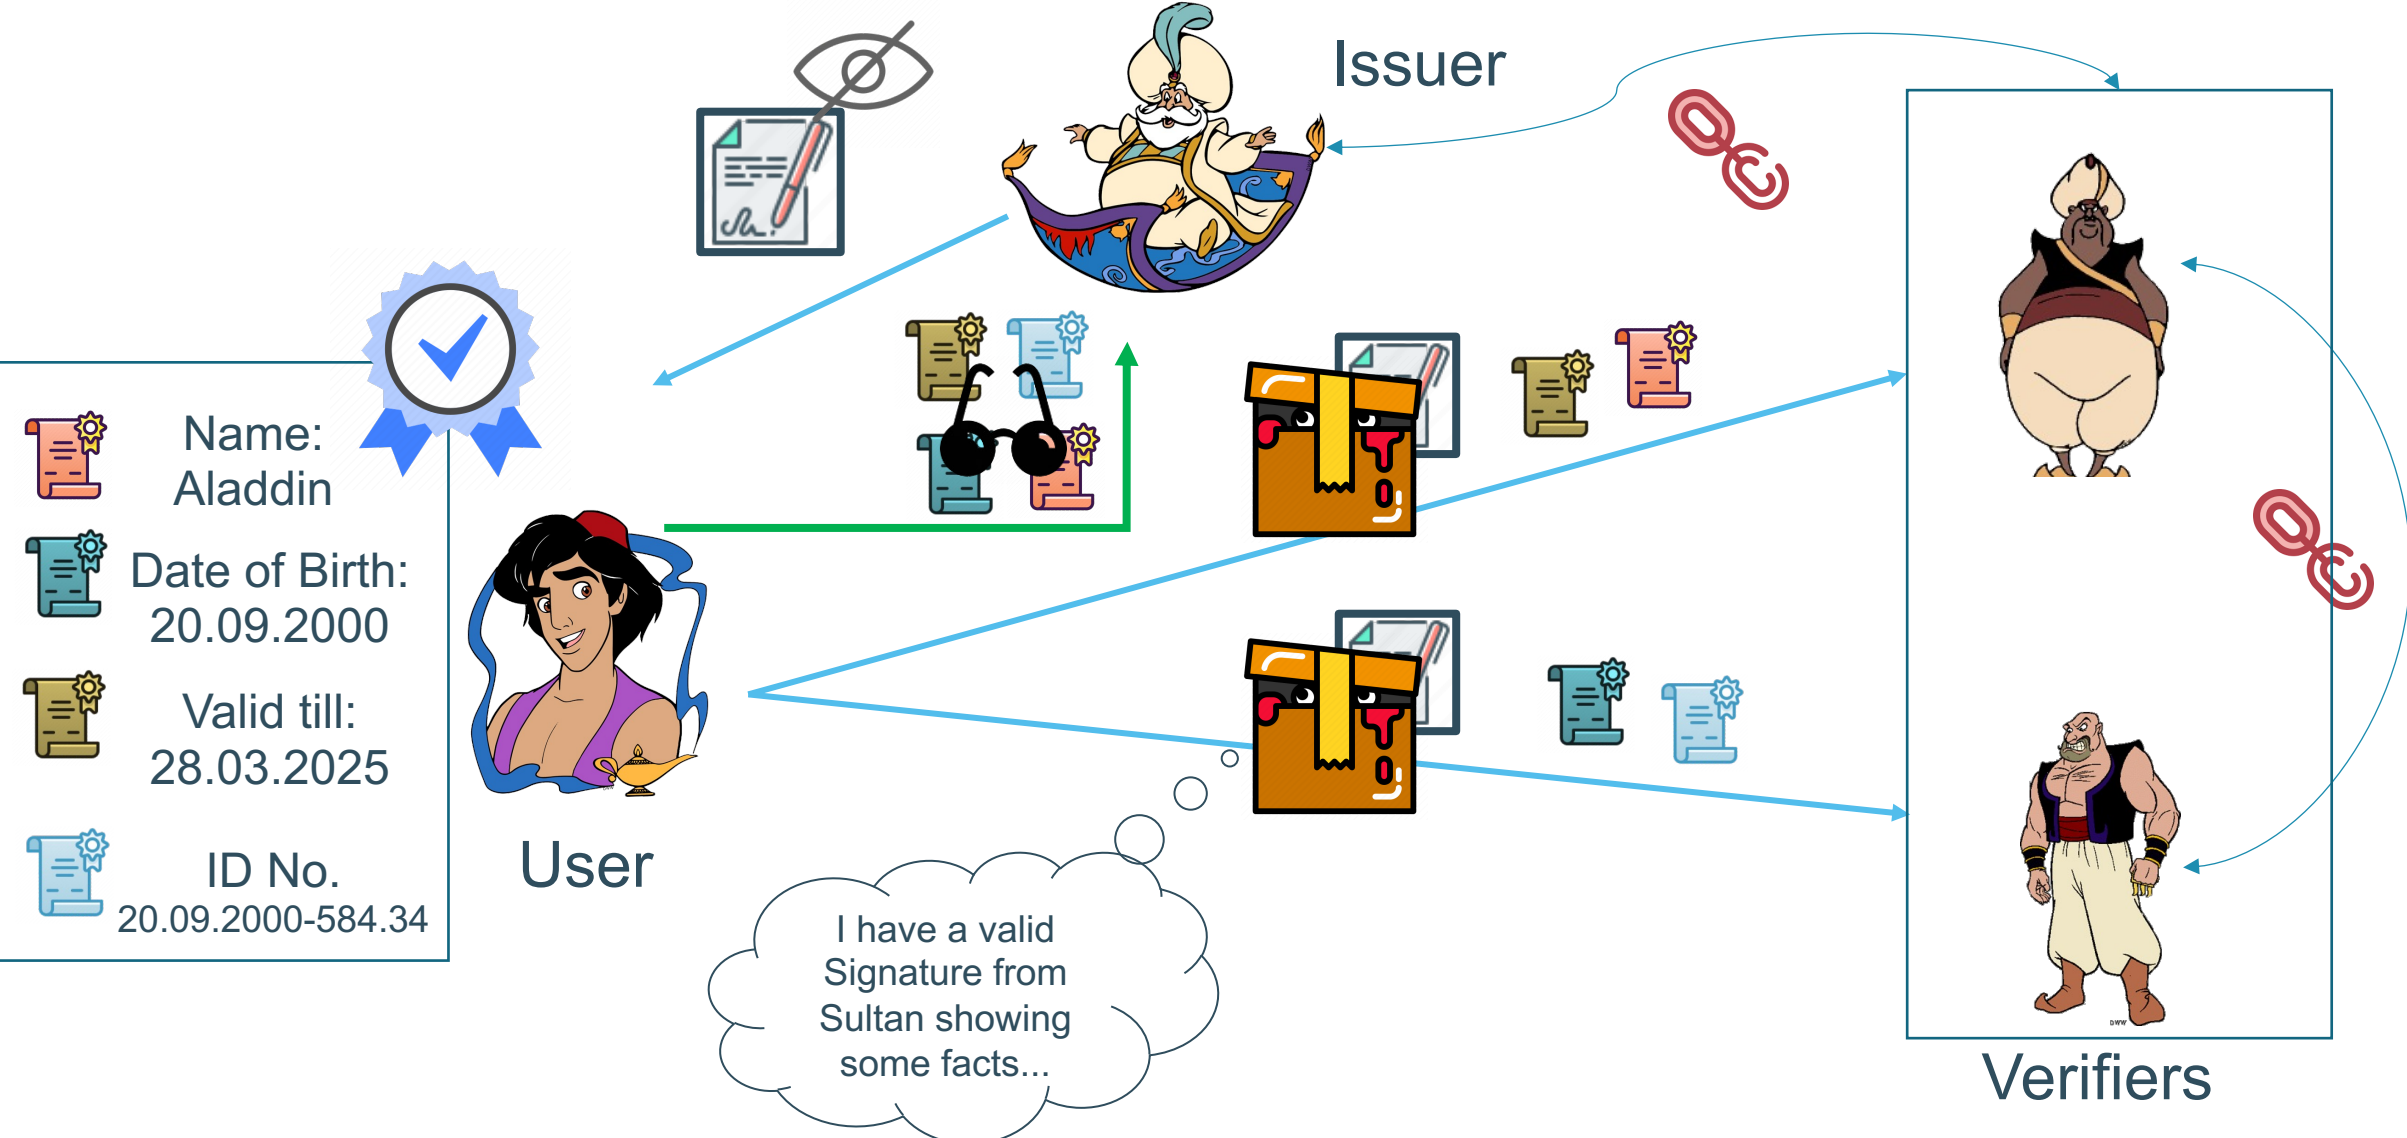 Issuer
Name:
Aladdin
Date of Birth:
20.09.2000
Valid till:
28.03.2025
ID No.
20.09.2000-584.34
User
I have a valid
Signature from
Sultan showing
some facts...
Verifiers
DWW